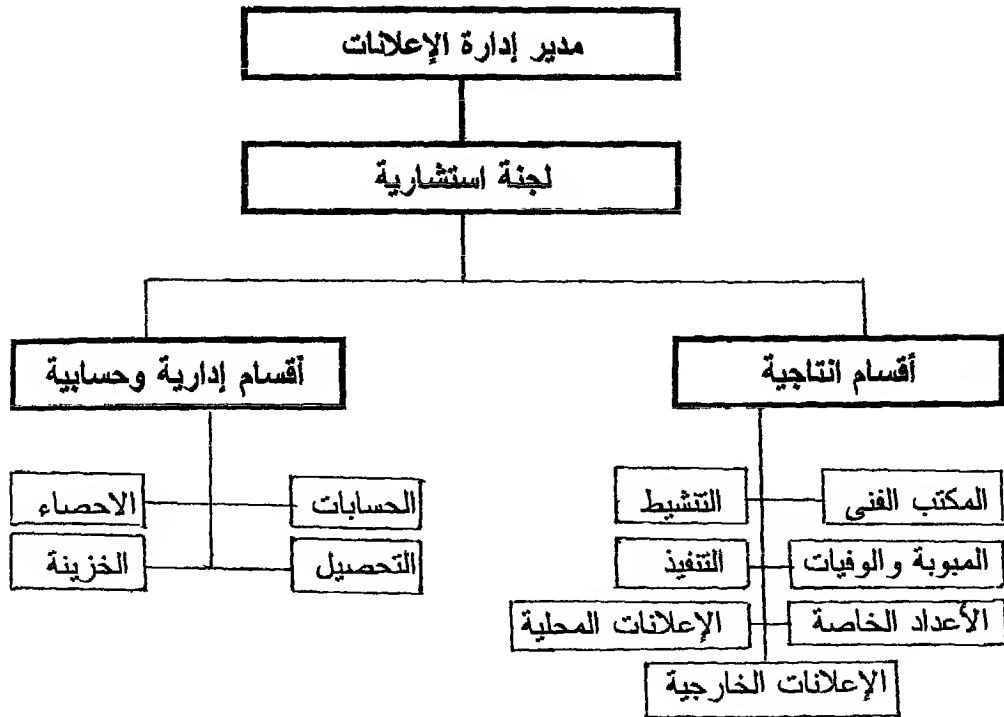 مدير إدارة الإعلانات
لجنة استشارية
أقسام انتاجية
أقسام إدارية وحسابية
المكتب الفنى
التنشيط
الحسابات
الاحصاء
المبوبة والوفيات
التنفيذ
التحصيل
الخزينة
الأعداد الخاصة
الإعلانات المحلية
الإعلانات الخارجية